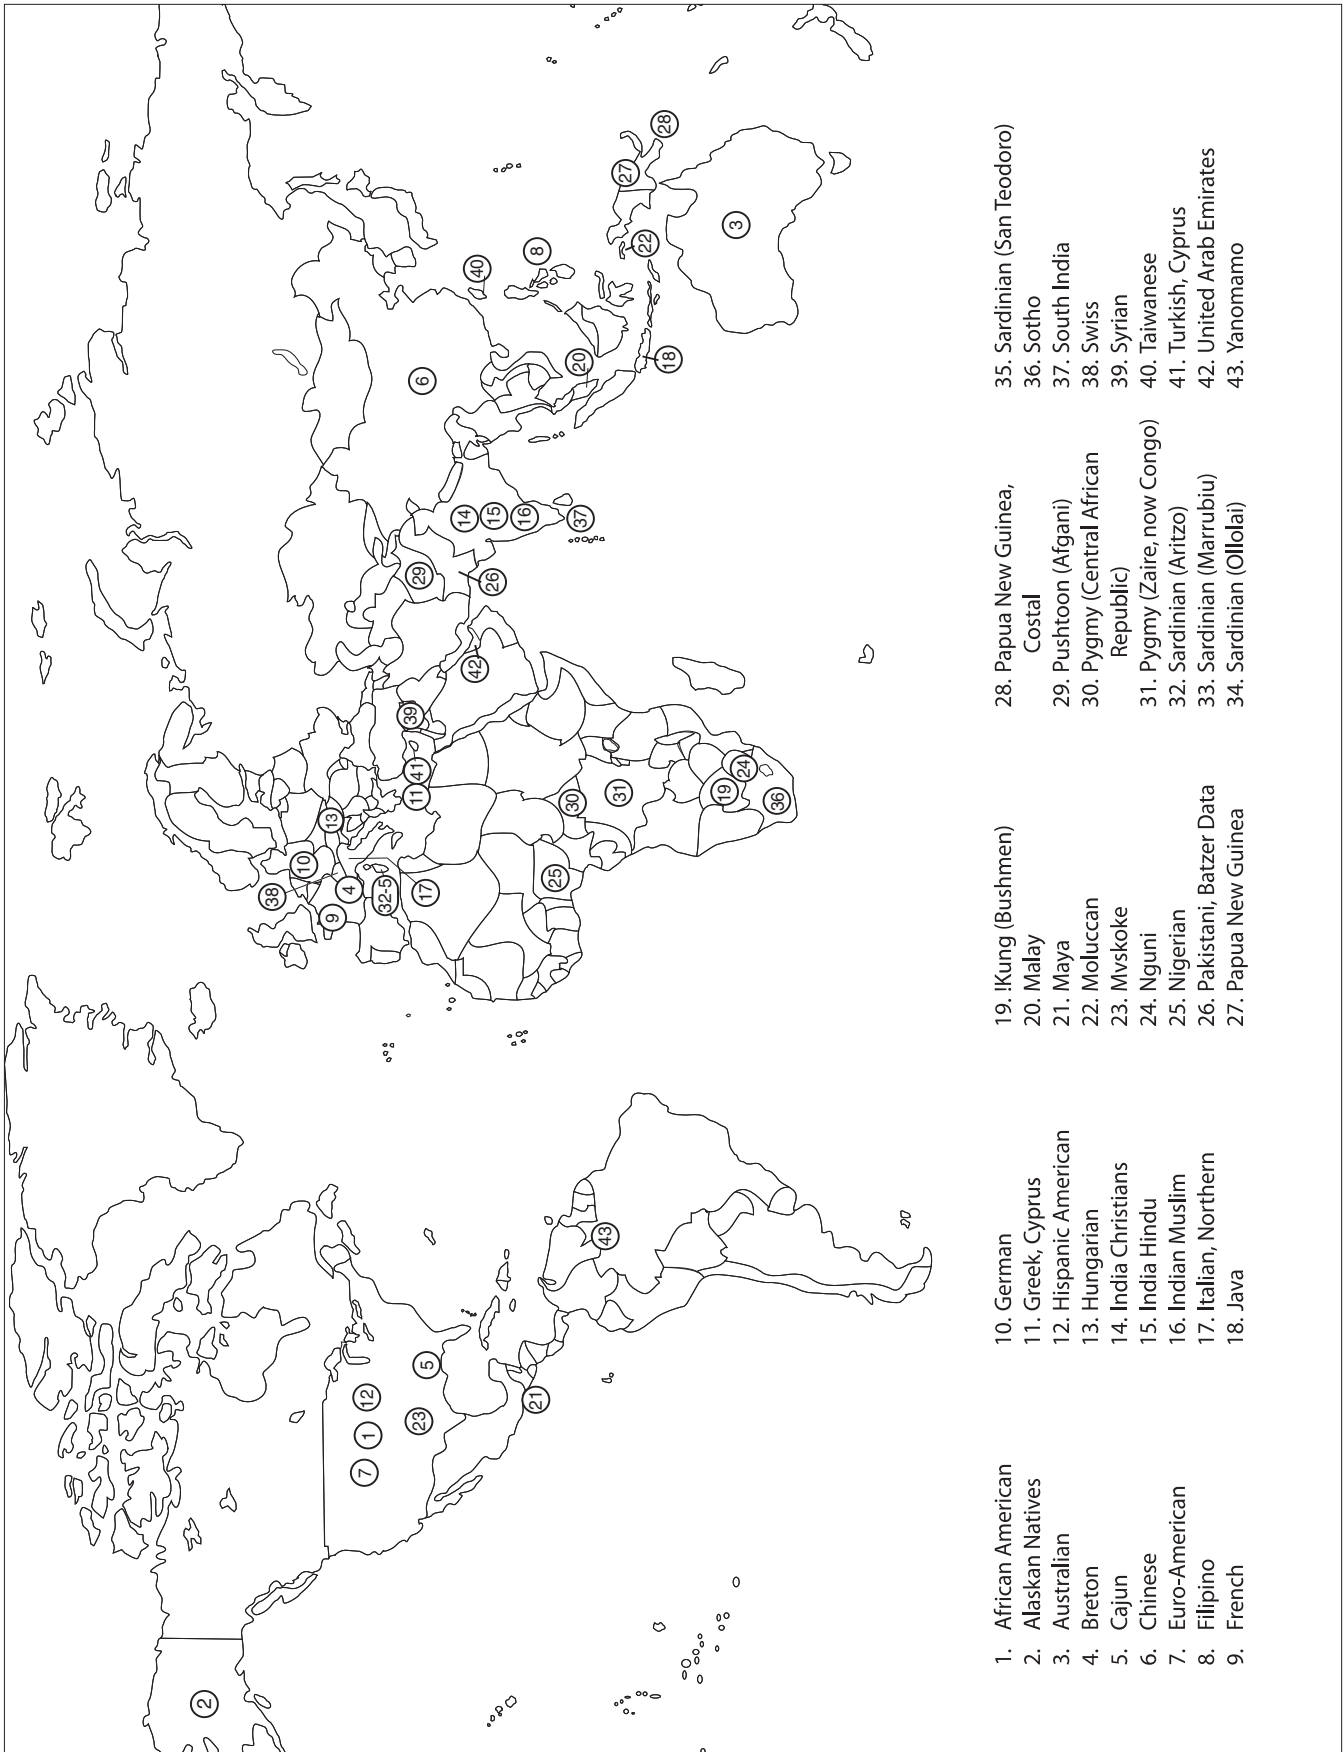 2
38
10
9
13
4
7
1
12
32-5
39
11
41
23
29
6
5
17
14
42
40
26
15
16
21
8
25
30
20
37
43
31
27
22
28
18
19
3
24
36
1. African American
2. Alaskan Natives
3. Australian
4. Breton
5. Cajun
6. Chinese
7. Euro-American
8. Filipino
9. French
10. German
11. Greek, Cyprus
12. Hispanic American
13. Hungarian
14. India Christians
15. India Hindu
16. Indian Muslim
17. Italian, Northern
18. Java
19. !Kung (Bushmen)
20. Malay
21. Maya
22. Moluccan
23. Mvskoke
24. Nguni
25. Nigerian
26. Pakistani, Batzer Data
27. Papua New Guinea
28. Papua New Guinea,
Costal
29. Pushtoon (Afgani)
30. Pygmy (Central African
Republic)
31. Pygmy (Zaire, now Congo)
32. Sardinian (Aritzo)
33. Sardinian (Marrubiu)
34. Sardinian (Ollolai)
35. Sardinian (San Teodoro)
36. Sotho
37. South India
38. Swiss
39. Syrian
40. Taiwanese
41. Turkish, Cyprus
42. United Arab Emirates
43. Yanomamo